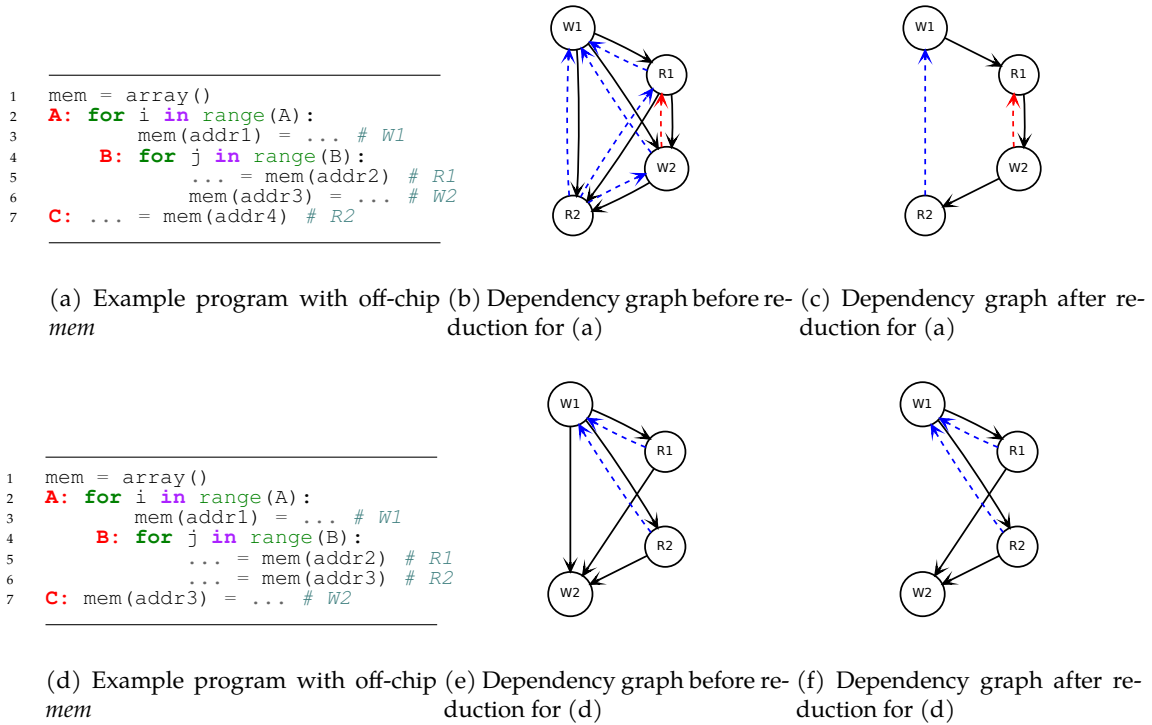 W1
R1
W2
R2
W1
R1
W2
R2
1 mem = array()
2 A: for i in range(A):
3 mem(addr1) = ... # W1
4 B: for j in range(B):
5 ... = mem(addr2) # R1
6 mem(addr3) = ... # W2
7 C: ... = mem(addr4) # R2
(a) Example program with off-chip
mem
(b) Dependency graph before re-
duction for (a)
(c) Dependency graph after re-
duction for (a)
W1
R1
R2
W2
W1
R1
R2
W2
1 mem = array()
2 A: for i in range(A):
3 mem(addr1) = ... # W1
4 B: for j in range(B):
5 ... = mem(addr2) # R1
6 ... = mem(addr3) # R2
7 C: mem(addr3) = ... # W2
(d) Example program with off-chip
mem
(e) Dependency graph before re-
duction for (d)
(f) Dependency graph after re-
duction for (d)